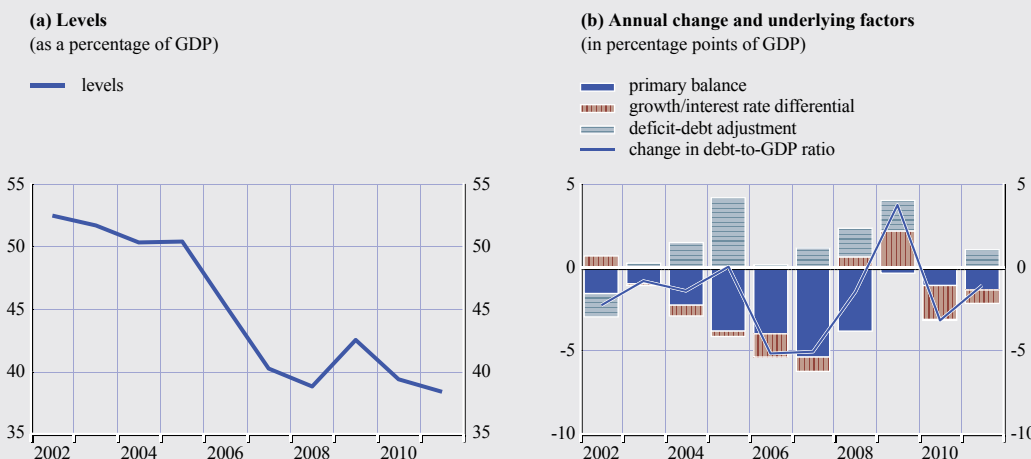 (a) Levels
(as a percentage of GDP)
levels
55 55
50 50
45 45
40 40
35 35
2002 2004 2006 2008 2010
(b) Annual change and underlying factors
(in percentage points of GDP)
primary balance
growth/interest rate differential
deficit-debt adjustment
change in debt-to-GDP ratio
5 5
0 0
-5 -5
-10 -10
2002 2004 2006 2008 2010